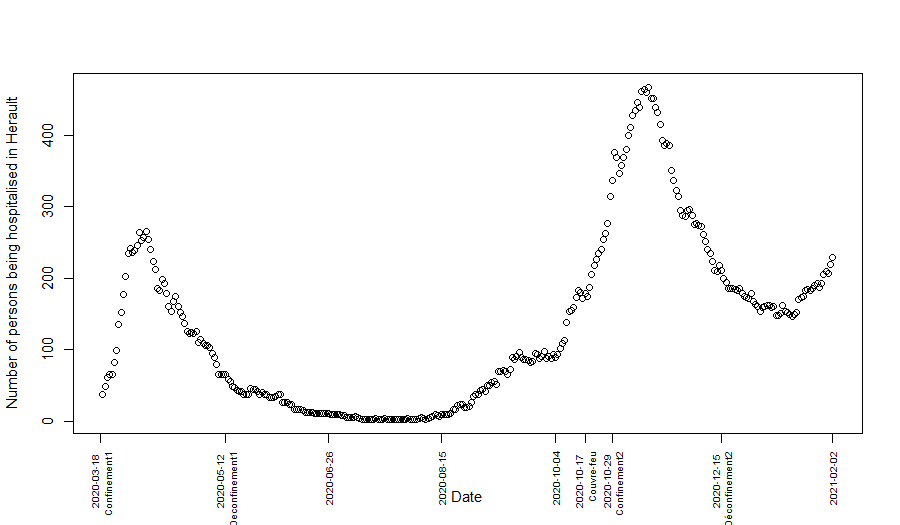 Number of persons being hospitalised in Herault
400
300
200
100
0
2020-03-18
Confinement1
2020-05-12
Déconfinement1
2020-06-26
2020-08-15
2020-10-04
2020-10-17
Couvre-feu
2020-10-29
Confinement2
2020-12-15
Déconfinement2
2021-02-02
Date